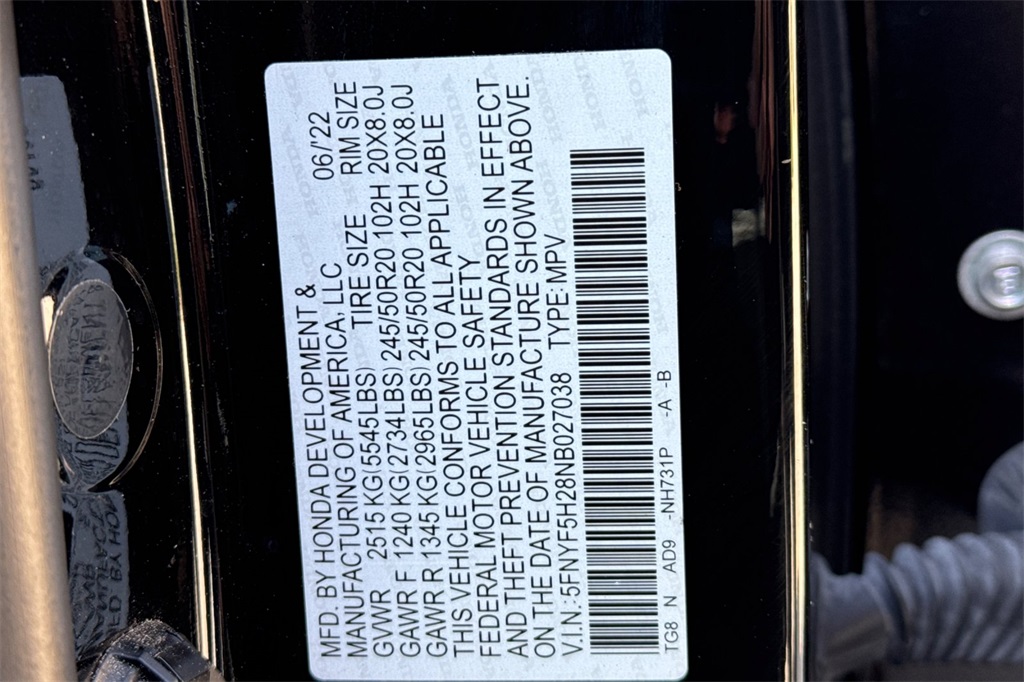 MFD. BY HONDA DEVELOPMENT &
MANUFACTURING OF AMERICA, LLC 06/'22
GVWR 2515 KG(5545LBS) TIRE SIZE RIM SIZE
GAWR F 1240 KG(2734LBS) 245/50R20 102H 20X8.0J
GAWR R 1345 KG(2965LBS) 245/50R20 102H 20X8.0J
THIS VEHICLE CONFORMS TO ALL APPLICABLE
FEDERAL MOTOR VEHICLE SAFETY
AND THEFT PREVENTION STANDARDS IN EFFECT
ON THE DATE OF MANUFACTURE SHOWN ABOVE.
V.I.N.: 5FNYF5H28NB027038 TYPE: MPV
TG8 N AD9 -NH731P -A -B